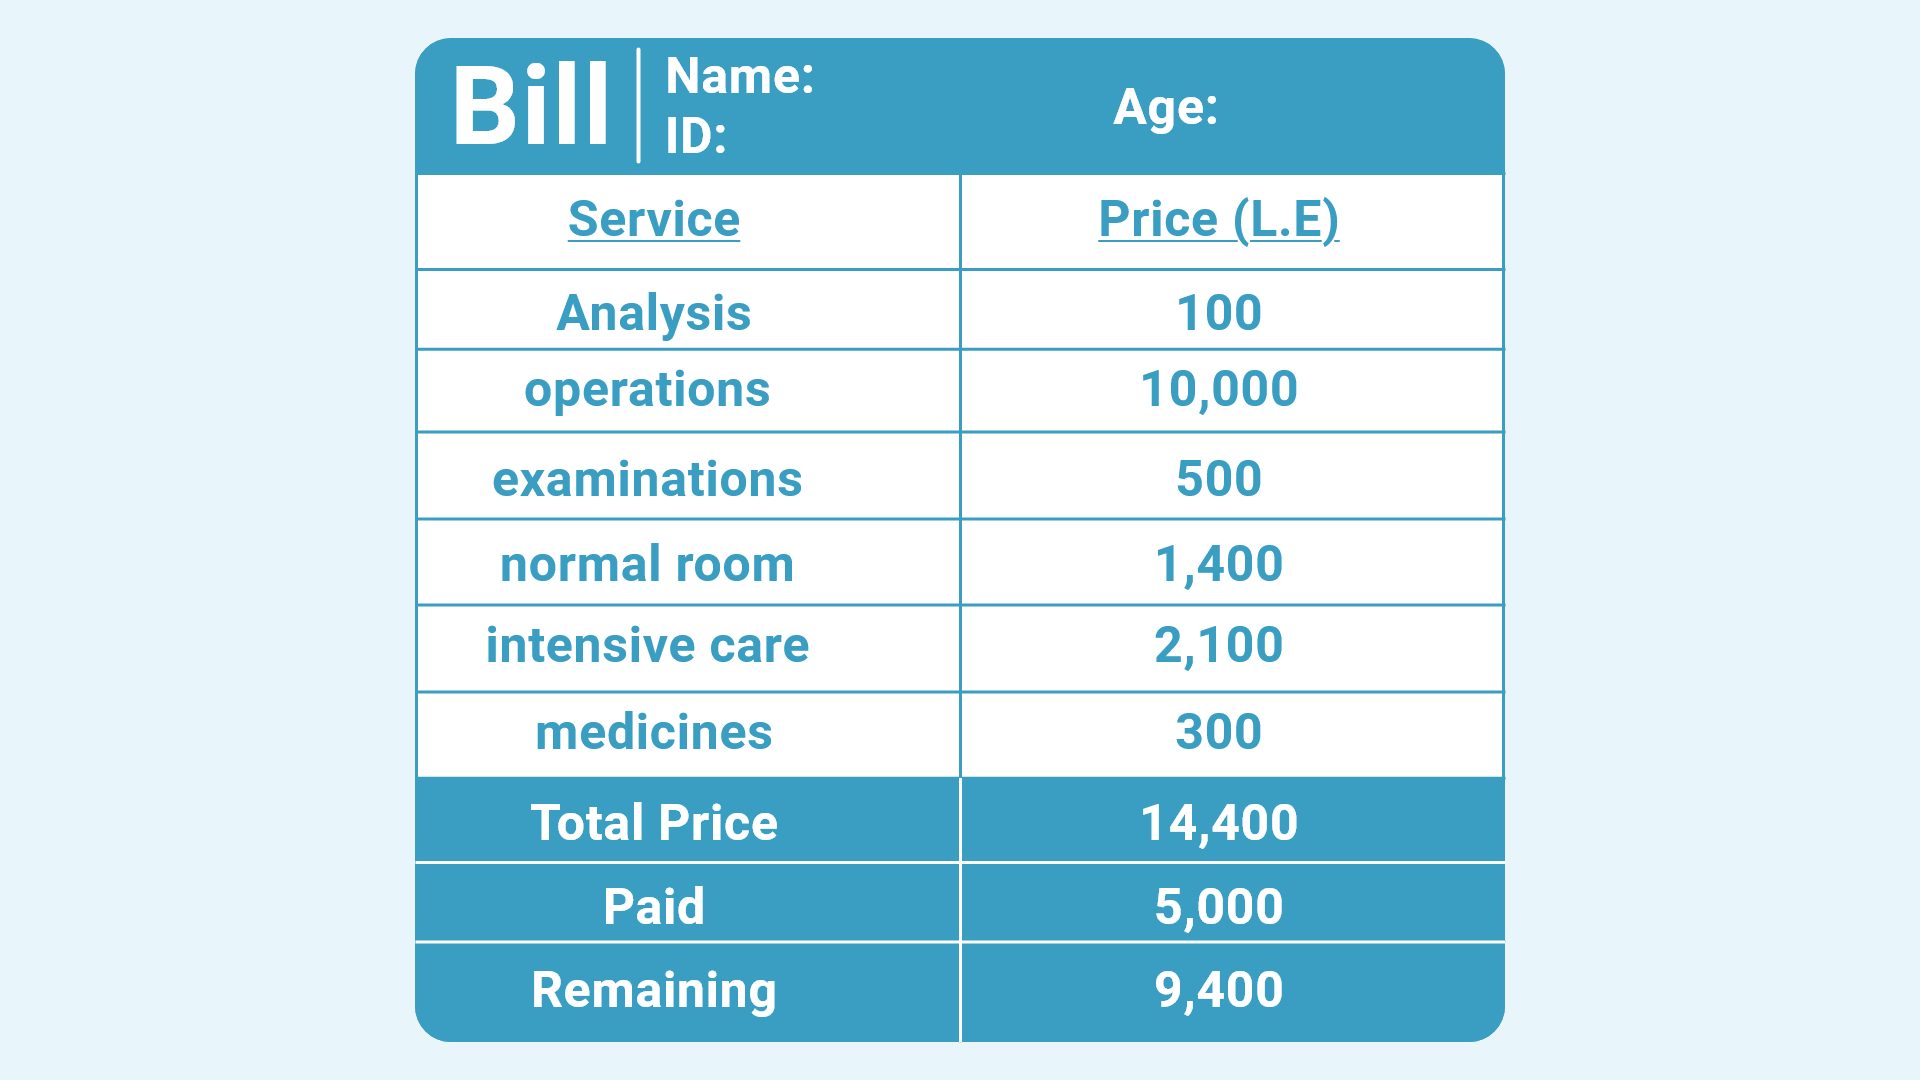 Bill
Name:
ID:
Age:
Service Price (L.E)
Analysis 100
operations 10,000
examinations 500
normal room 1,400
intensive care 2,100
medicines 300
Total Price 14,400
Paid 5,000
Remaining 9,400